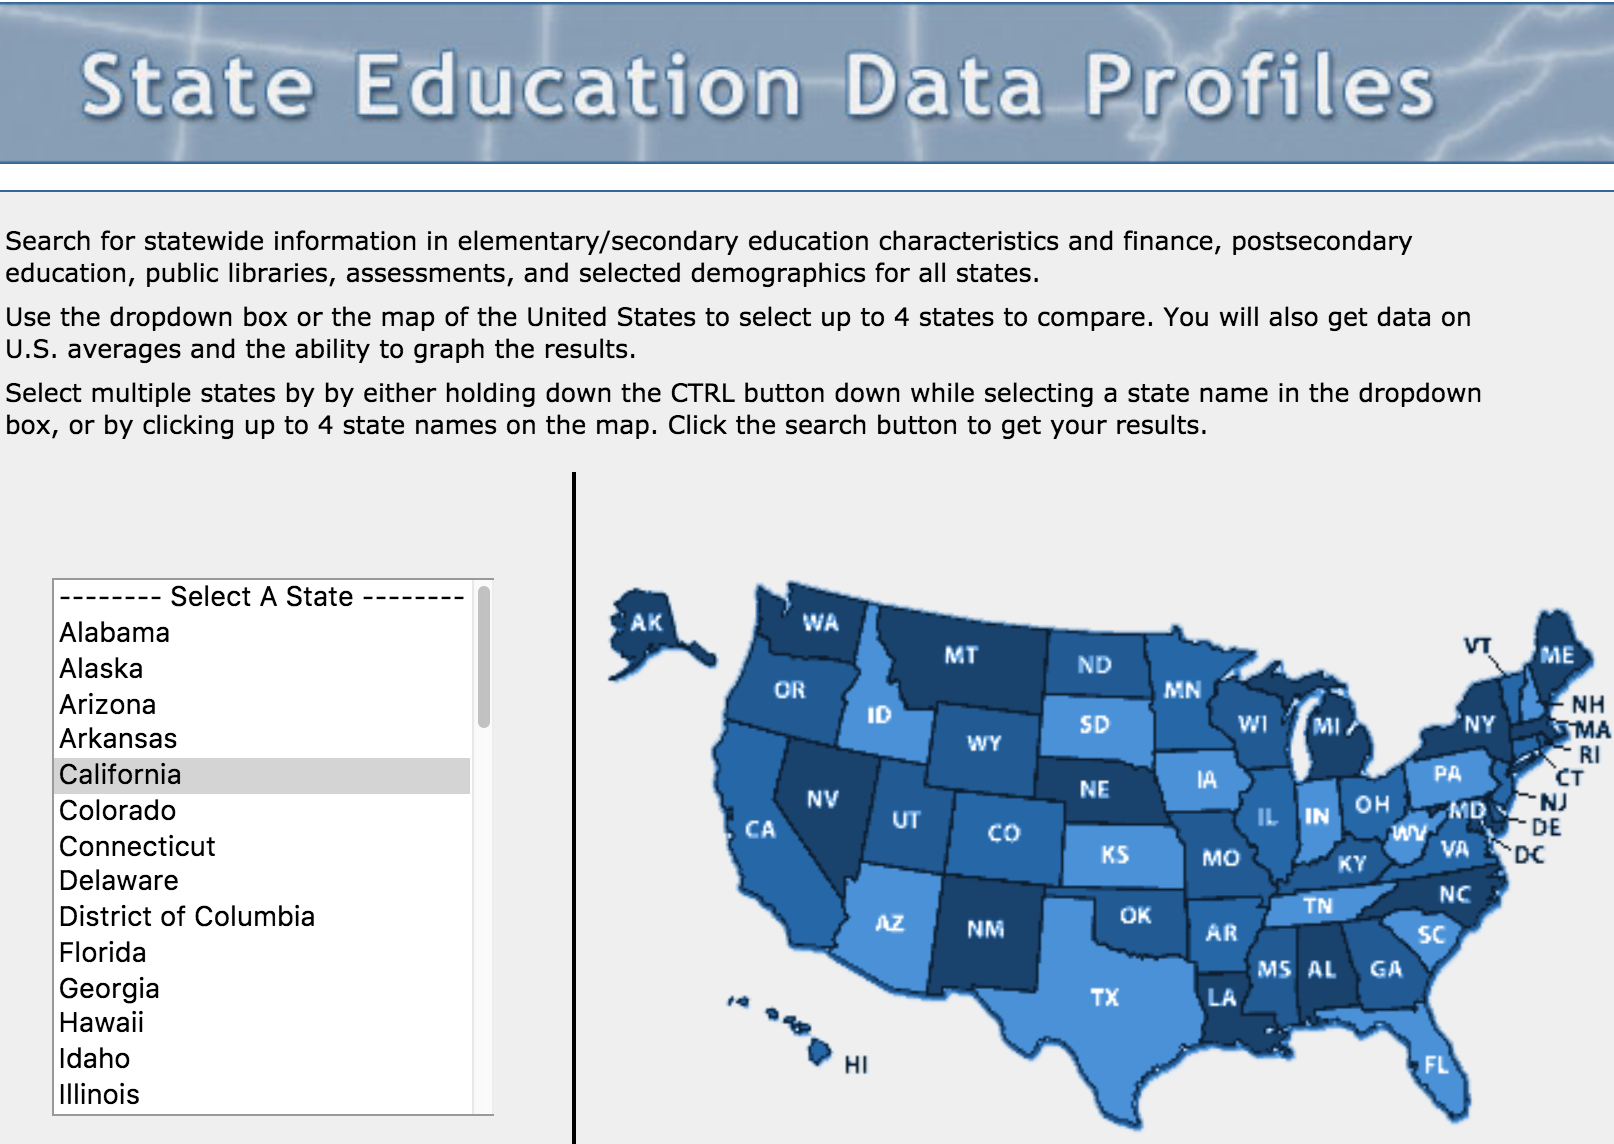 State Education Data Profiles
Search for statewide information in elementary/secondary education characteristics and finance, postsecondary
education, public libraries, assessments, and selected demographics for all states.
Use the dropdown box or the map of the United States to select up to 4 states to compare. You will also get data on
U.S. averages and the ability to graph the results.
Select multiple states by by either holding down the CTRL button down while selecting a state name in the dropdown
box, or by clicking up to 4 state names on the map. Click the search button to get your results.
-------- Select A State --------
Alabama
Alaska
Arizona
Arkansas
California
Colorado
Connecticut
Delaware
District of Columbia
Florida
Georgia
Hawaii
Idaho
Illinois
AK
WA
MT
ND
MN
VT
ME
OR
ID
WY
SD
WI
MI
NY
NH
MA
RI
CT
NV
UT
CO
NE
IA
IL
IN
OH
PA
NJ
MD
DE
DC
CA
KS
MO
KY
WV
VA
AZ
NM
OK
AR
TN
NC
SC
TX
LA
MS
AL
GA
FL
HI